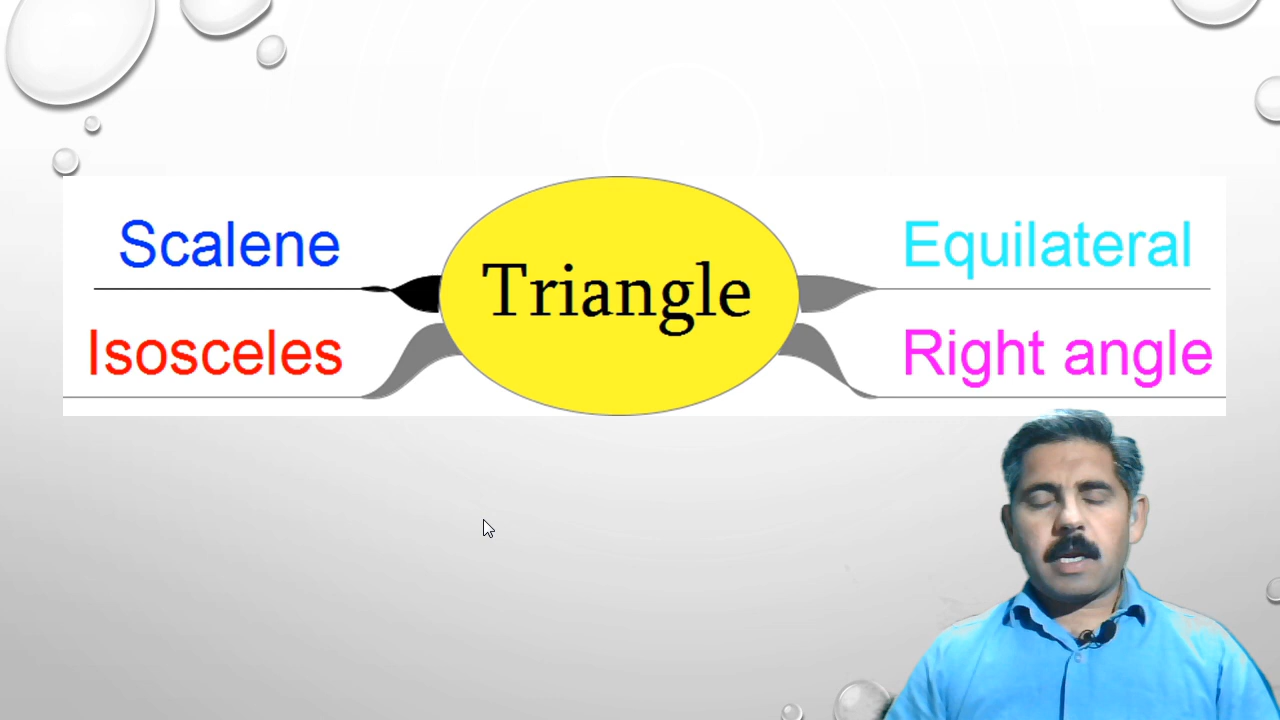 Scalene
Isosceles
Triangle
Equilateral
Right angle